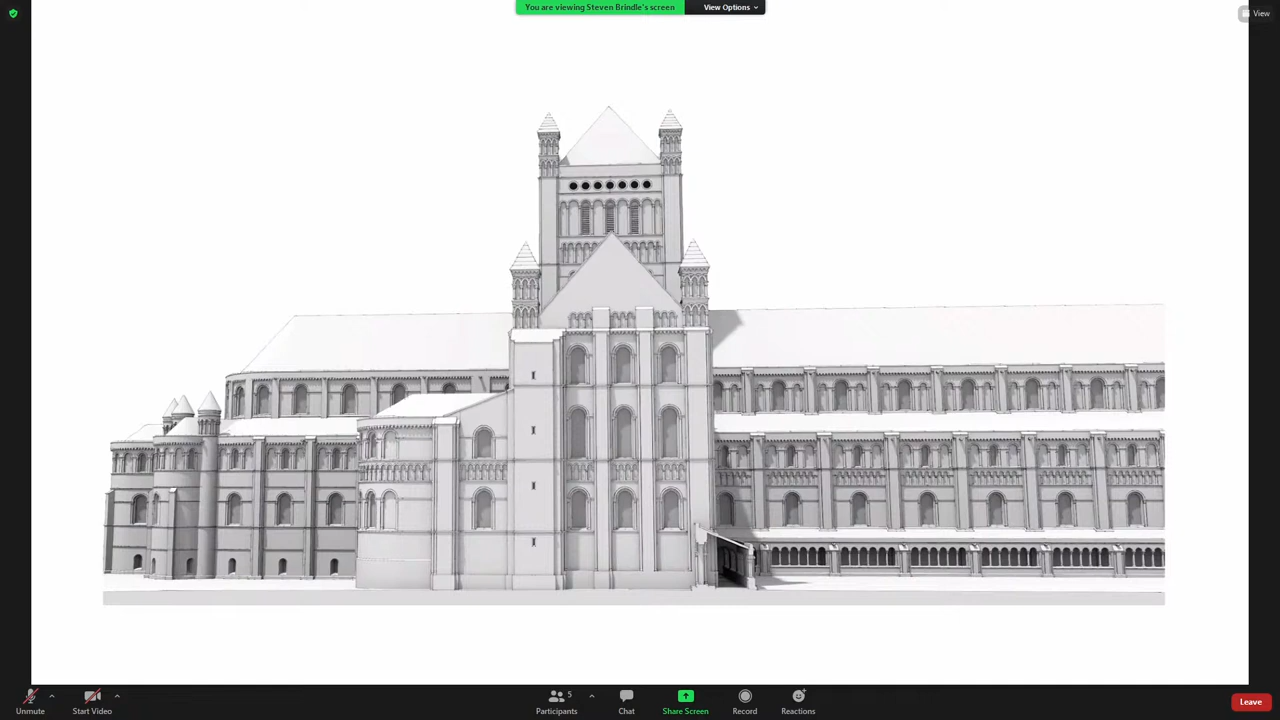 You are viewing Steven Brindle's screen
View Options
View
Unmute
Start Video
5
Participants
Chat
Share Screen
Record
Reactions
Leave